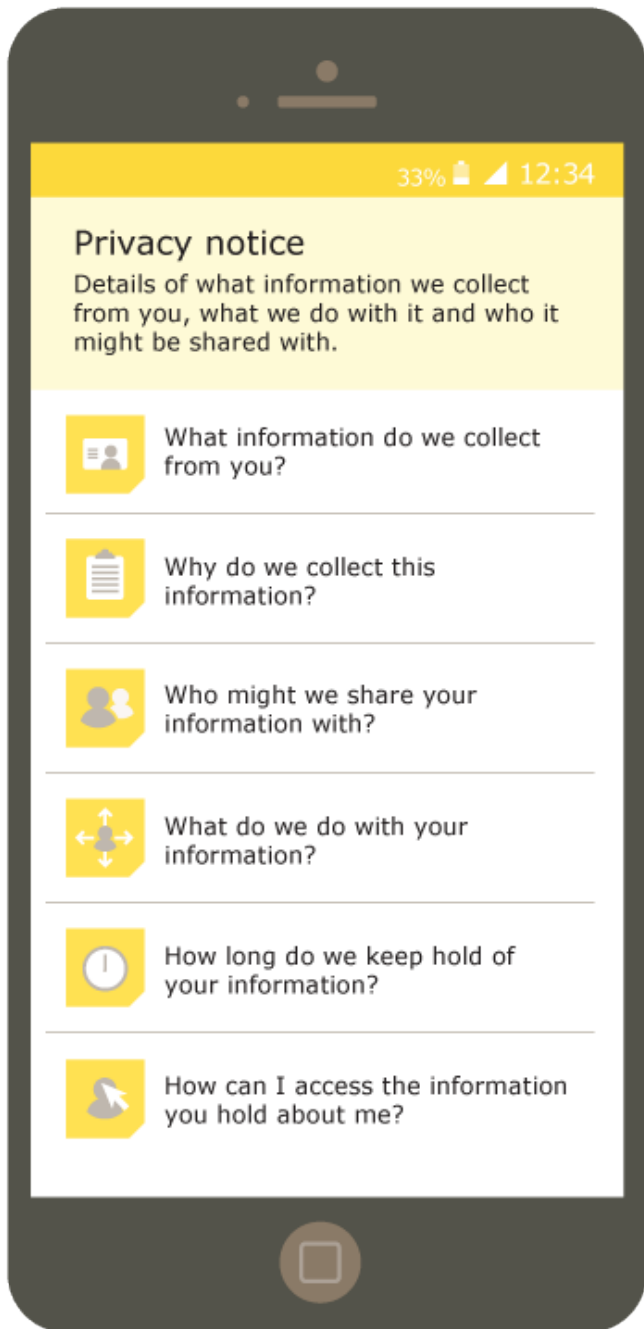 33% 12:34
Privacy notice
Details of what information we collect
from you, what we do with it and who it
might be shared with.
What information do we collect
from you?
Why do we collect this
information?
Who might we share your
information with?
What do we do with your
information?
How long do we keep hold of
your information?
How can I access the information
you hold about me?